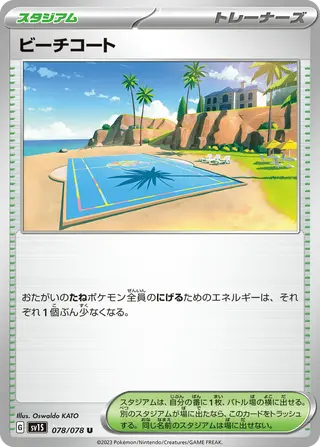 スタジアム
トレーナーズ
ビーチコート
おたがいのたねポケモン全員のにげるためのエネルギーは、それ
ぞれ1個ぶん少なくなる。
Illus. Oswaldo KATO
G sv1S 078/078 U
スタジアムは、自分の番に1枚、バトル場の横に出せる。
別のスタジアムが場に出たなら、このカードをトラッシュ
する。同じ名前のスタジアムは場に出せない。
©2023 Pokémon/Nintendo/Creatures/GAME FREAK.